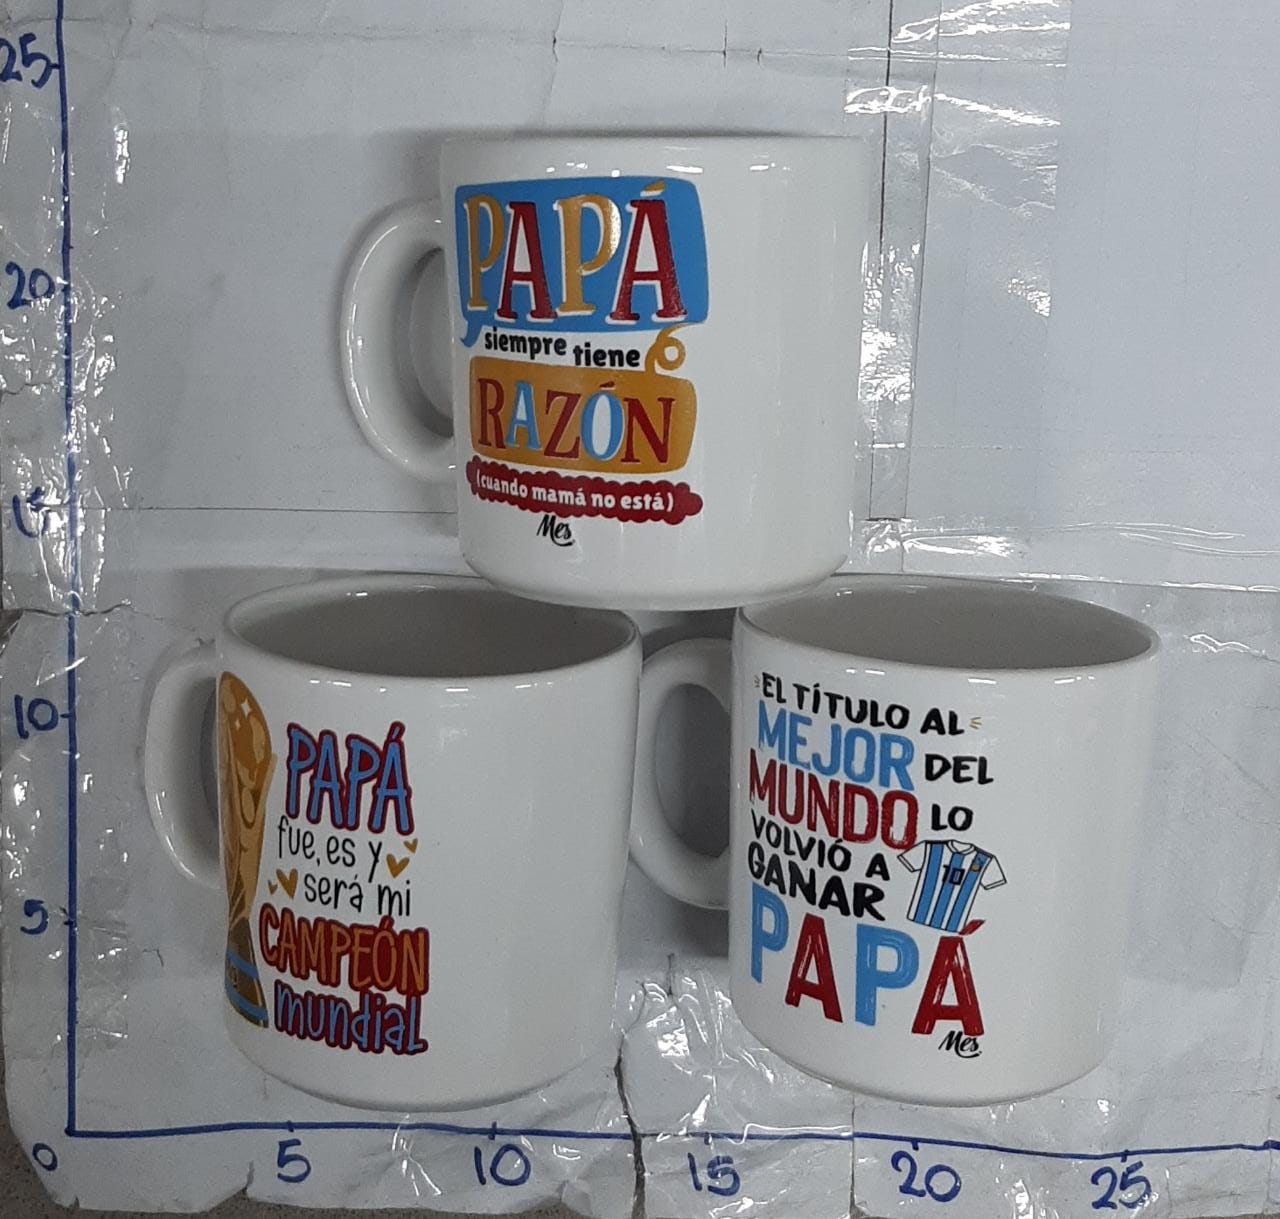 25
20
15
10
5
0
5
10
15
20
25
PAPÁ
siempre tiene
RAZÓN
(cuando mamá no está)
Mes
PAPÁ
fue, es y
será mi
CAMPEÓN
mundial
EL TÍTULO AL
MEJOR DEL
MUNDO LO
VOLVIÓ A
GANAR
10
PAPÁ
Mes